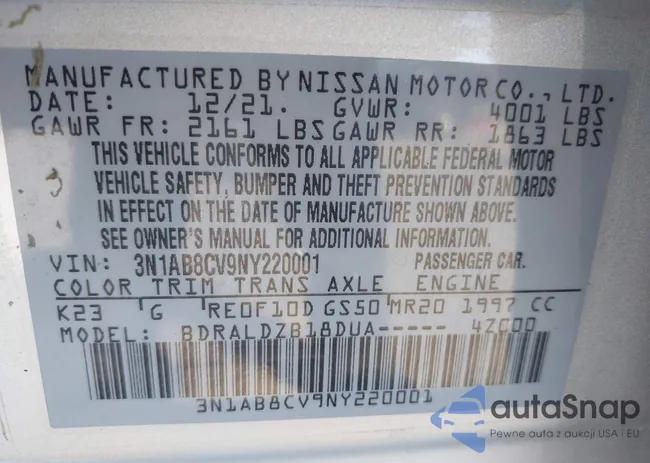 MANUFACTURED BY NISSAN MOTOR CO., LTD.
DATE: 12/21. GVWR: 4001 LBS
GAWR FR: 2161 LBS GAWR RR: 1863 LBS
THIS VEHICLE CONFORMS TO ALL APPLICABLE FEDERAL MOTOR
VEHICLE SAFETY, BUMPER AND THEFT PREVENTION STANDARDS
IN EFFECT ON THE DATE OF MANUFACTURE SHOWN ABOVE.
SEE OWNER'S MANUAL FOR ADDITIONAL INFORMATION.
VIN: 3N1AB8CV9NY220001 PASSENGER CAR.
COLOR TRIM TRANS AXLE ENGINE
K23 G RE0F10D GS50 MR20 1997 CC
MODEL: BDRALDZB18DUA----- 4ZC00
3N1AB8CV9NY220001
autaSnap
Pewne auta z aukcji USA i EU